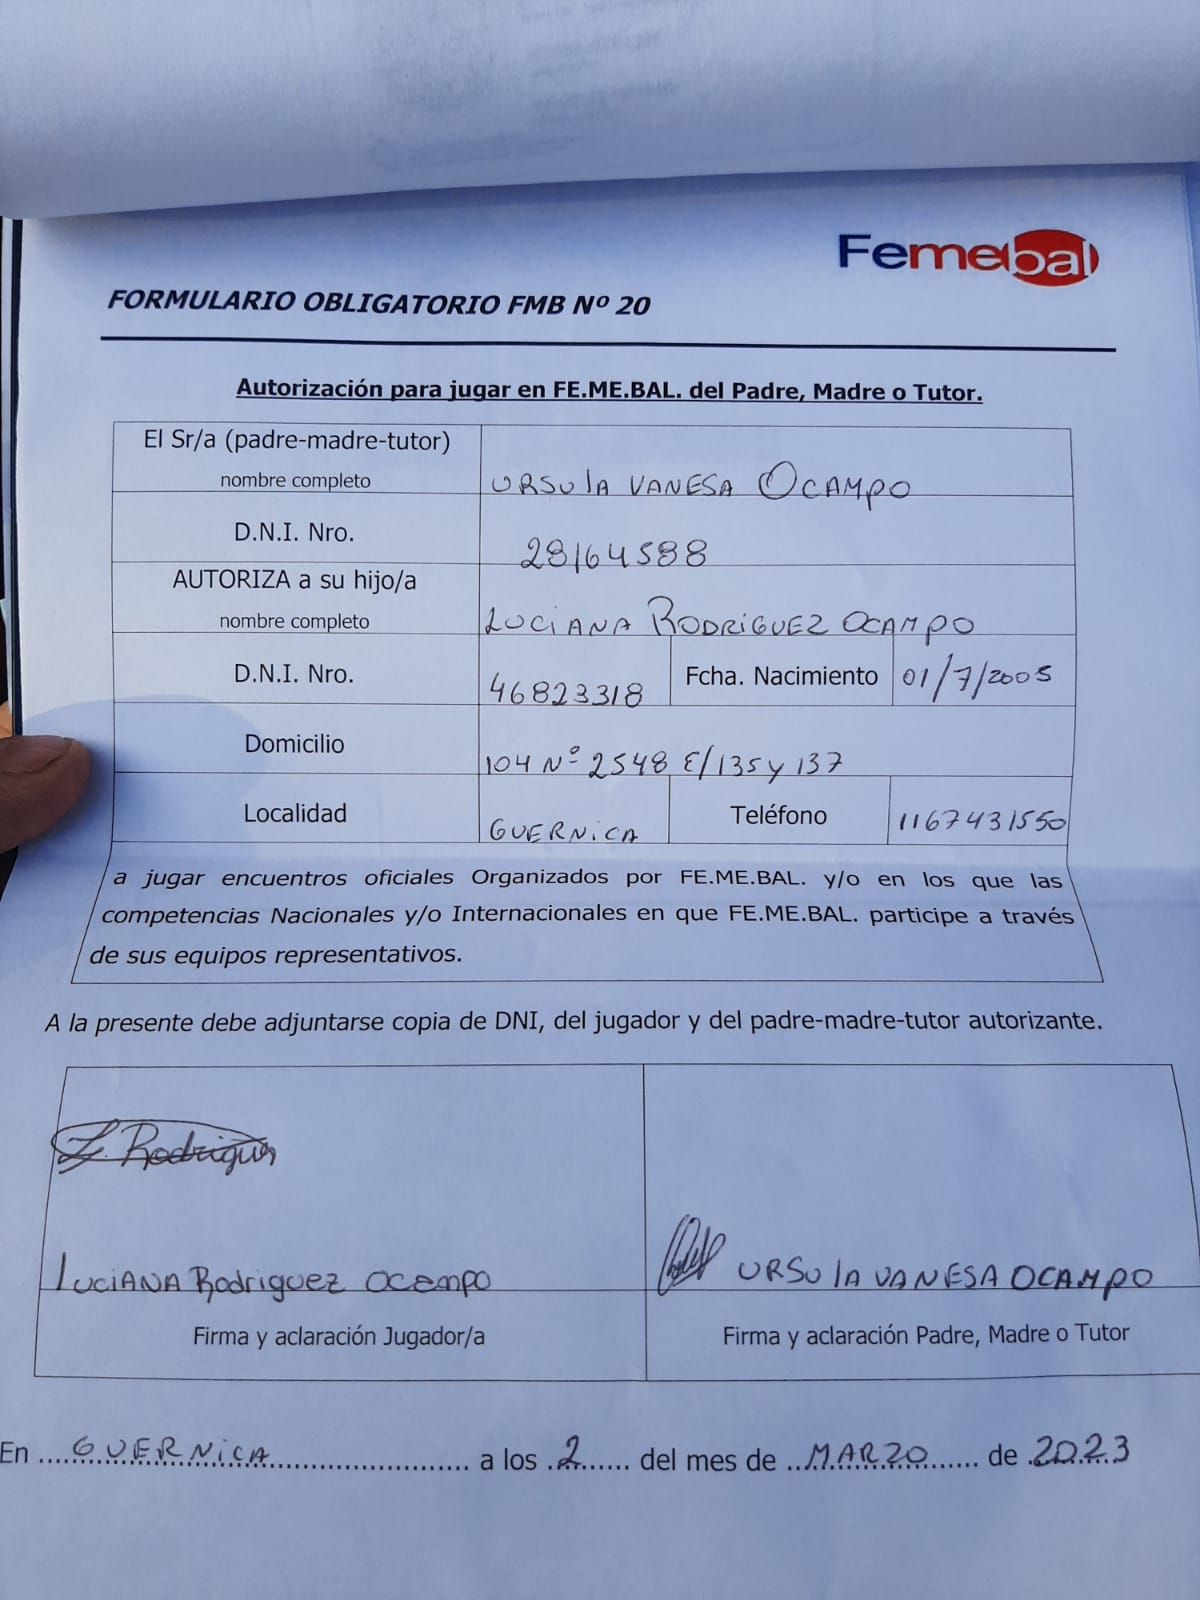 Femebal
FORMULARIO OBLIGATORIO FMB Nº 20
Autorización para jugar en FE.ME.BAL. del Padre, Madre o Tutor.
El Sr/a (padre-madre-tutor)
nombre completo
URSULA VANESA OCAMPO
D.N.I. Nro.
28164588
AUTORIZA a su hijo/a
nombre completo
LUCIANA RODRIGUEZ OCAMPO
D.N.I. Nro.
46823318
Fcha. Nacimiento
01/7/2005
Domicilio
104 Nº 2548 E/135 y 137
Localidad
GUERNICA
Teléfono
1167431550
a jugar encuentros oficiales Organizados por FE.ME.BAL. y/o en los que las
competencias Nacionales y/o Internacionales en que FE.ME.BAL. participe a través
de sus equipos representativos.
A la presente debe adjuntarse copia de DNI, del jugador y del padre-madre-tutor autorizante.
L. Rodriguez
LUCIANA Rodriguez Ocampo
URSULA VANESA OCAMPO
Firma y aclaración Jugador/a
Firma y aclaración Padre, Madre o Tutor
En GUERNICA a los 2 del mes de MARZO de 2023